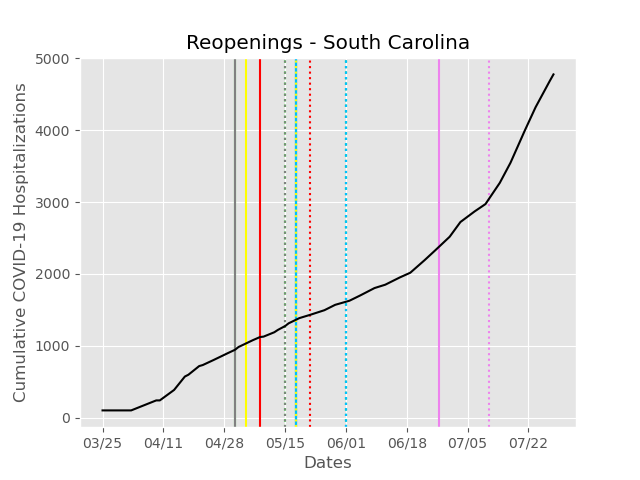 Reopenings - South Carolina
Cumulative COVID-19 Hospitalizations
5000
4000
3000
2000
1000
0
03/25 04/11 04/28 05/15 06/01 06/18 07/05 07/22
Dates